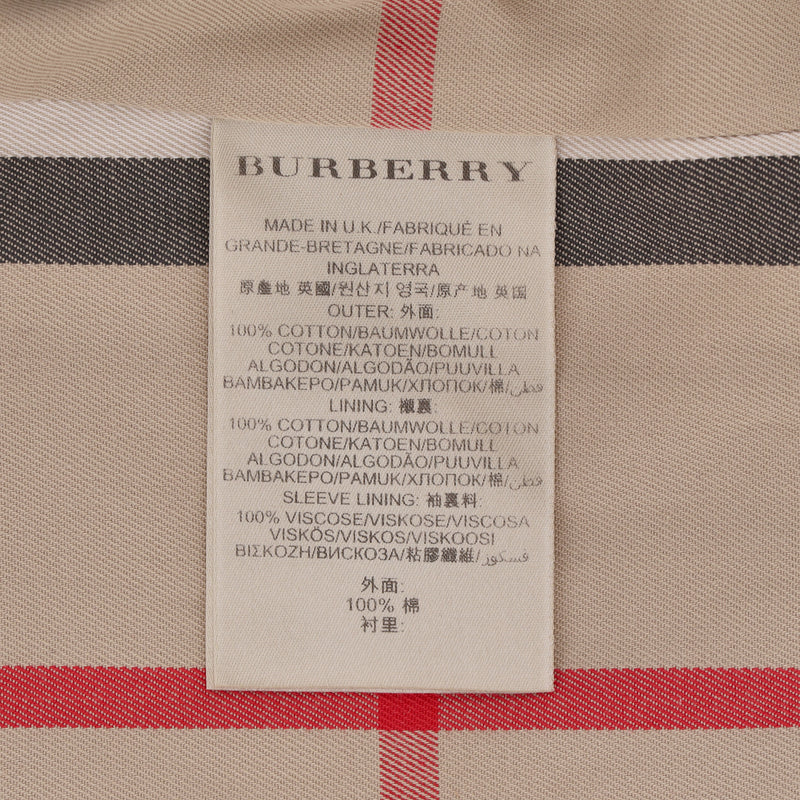 BURBERRY
MADE IN U.K./FABRIQUÉ EN
GRANDE-BRETAGNE/FABRICADO NA
INGLATERRA
原產地 英國/원산지 영국/原产地 英国
OUTER: 外面:
100% COTTON/BAUMWOLLE/COTON
COTONE/KATOEN/BOMULL
ALGODON/ALGODÃO/PUUVILLA
BAMBAKEPO/PAMUK/ХЛОПОК/棉/قطن
LINING: 襯裏:
100% COTTON/BAUMWOLLE/COTON
COTONE/KATOEN/BOMULL
ALGODON/ALGODÃO/PUUVILLA
BAMBAKEPO/PAMUK/ХЛОПОК/棉/قطن
SLEEVE LINING: 袖裏料:
100% VISCOSE/VISKOSE/VISCOSA
VISKÖS/VISKOS/VISKOOSI
ΒΙΣΚΟΖΗ/ВИСКОЗА/粘膠纖維/فسكوز
外面:
100% 棉
衬里: